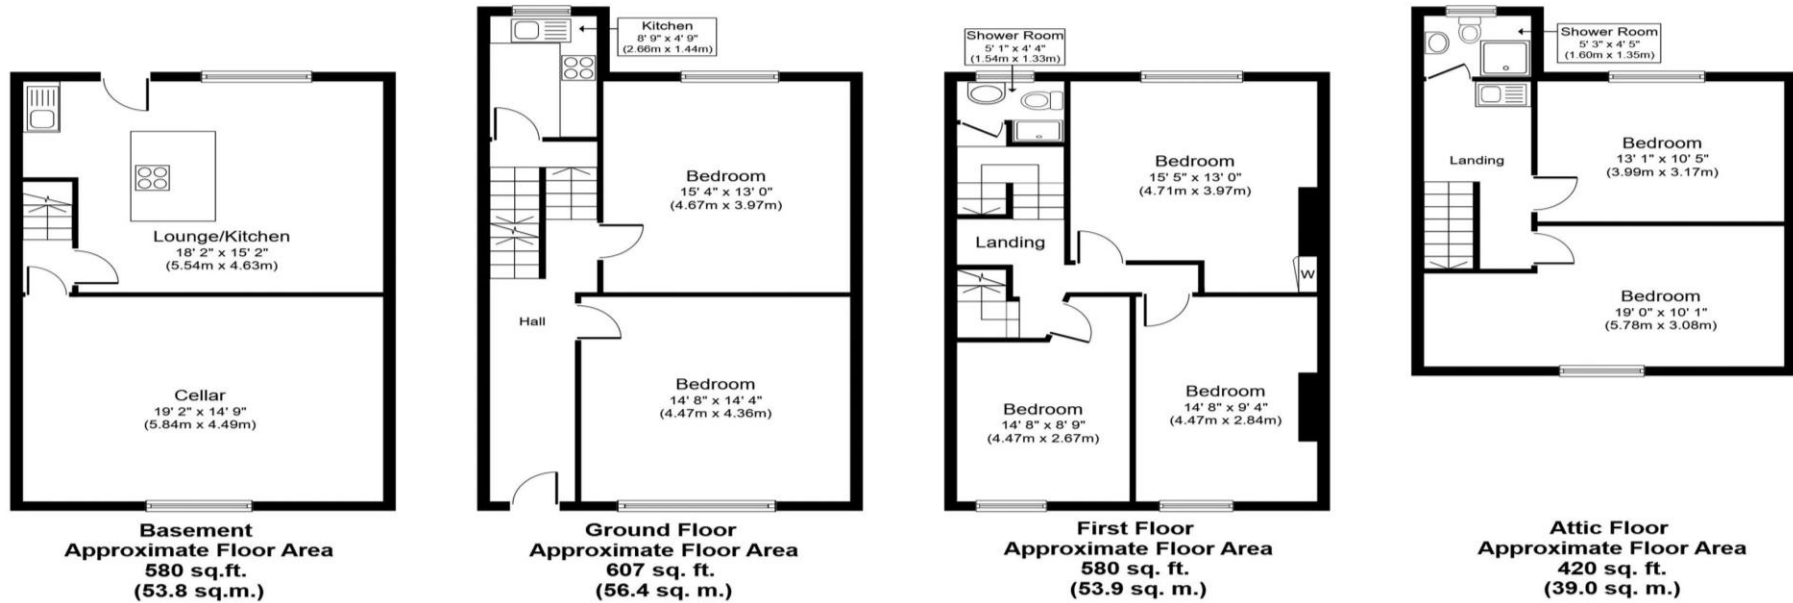 Lounge/Kitchen
18' 2" x 15' 2"
(5.54m x 4.63m)
Cellar
19' 2" x 14' 9"
(5.84m x 4.49m)
Basement
Approximate Floor Area
580 sq.ft.
(53.8 sq.m.)
Kitchen
8' 9" x 4' 9"
(2.66m x 1.44m)
Bedroom
15' 4" x 13' 0"
(4.67m x 3.97m)
Hall
Bedroom
14' 8" x 14' 4"
(4.47m x 4.36m)
Ground Floor
Approximate Floor Area
607 sq. ft.
(56.4 sq. m.)
Shower Room
5' 1" x 4' 4"
(1.54m x 1.33m)
Bedroom
15' 5" x 13' 0"
(4.71m x 3.97m)
Landing
W
Bedroom
14' 8" x 8' 9"
(4.47m x 2.67m)
Bedroom
14' 8" x 9' 4"
(4.47m x 2.84m)
First Floor
Approximate Floor Area
580 sq. ft.
(53.9 sq. m.)
Shower Room
5' 3" x 4' 5"
(1.60m x 1.35m)
Bedroom
13' 1" x 10' 5"
(3.99m x 3.17m)
Landing
Bedroom
19' 0" x 10' 1"
(5.78m x 3.08m)
Attic Floor
Approximate Floor Area
420 sq. ft.
(39.0 sq. m.)